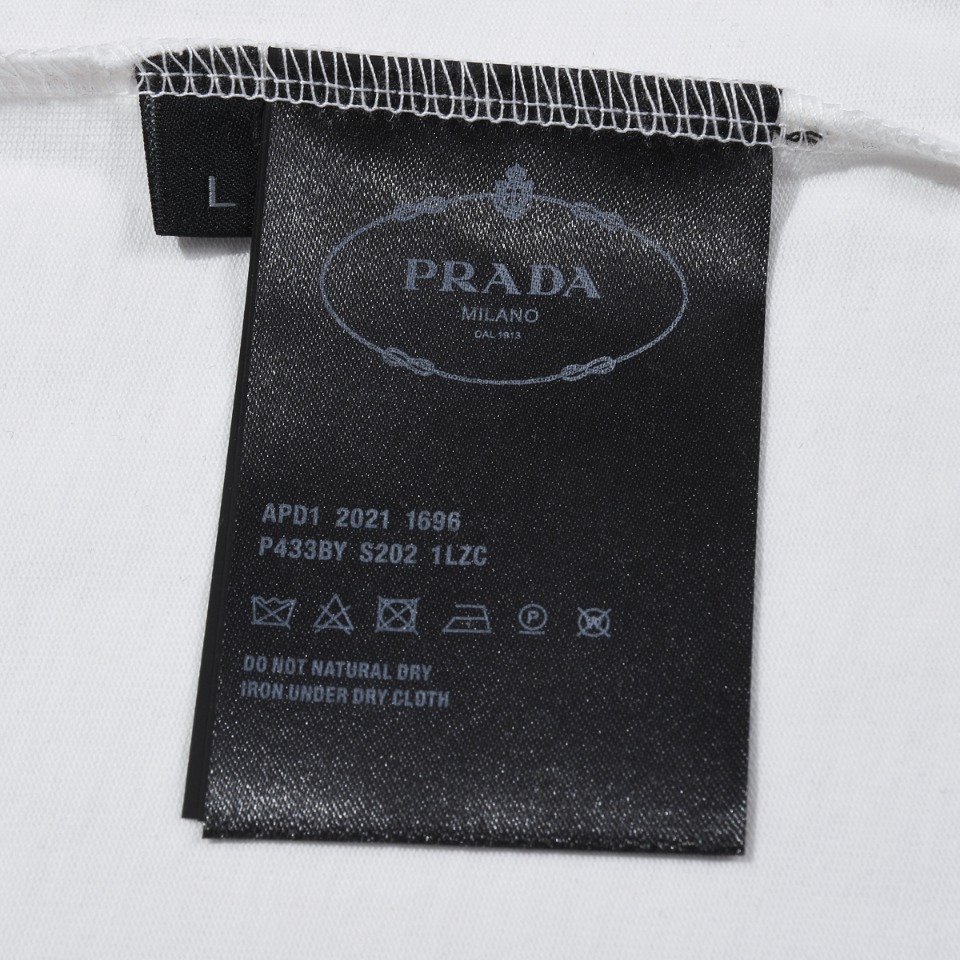 L
PRADA
MILANO
DAL 1913
APD1 2021 1696
P433BY S202 1LZC
P
W
DO NOT NATURAL DRY
IRON UNDER DRY CLOTH